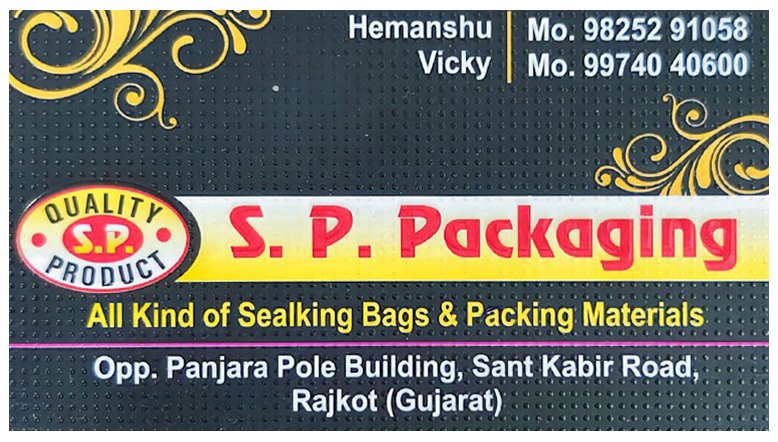 Hemanshu Mo. 98252 91058
Vicky Mo. 99740 40600
QUALITY
S.P.
PRODUCT
S. P. Packaging
All Kind of Sealking Bags & Packing Materials
Opp. Panjara Pole Building, Sant Kabir Road,
Rajkot (Gujarat)